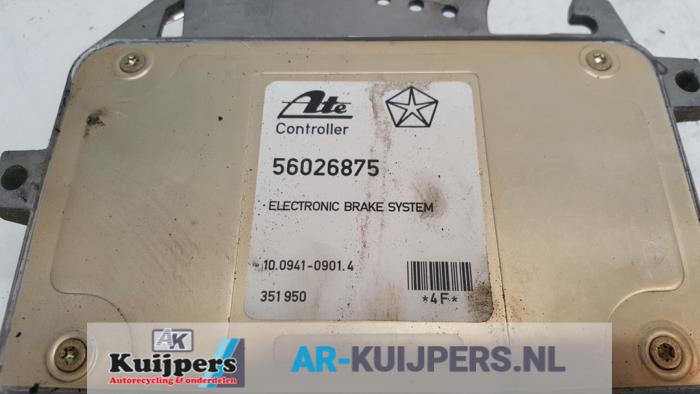 Ate
Controller
56026875
ELECTRONIC BRAKE SYSTEM
10.0941-0901.4
351 950
*4F*
AK
Kuijpers
Autorecycling & onderdelen
AR-KUIJPERS.NL